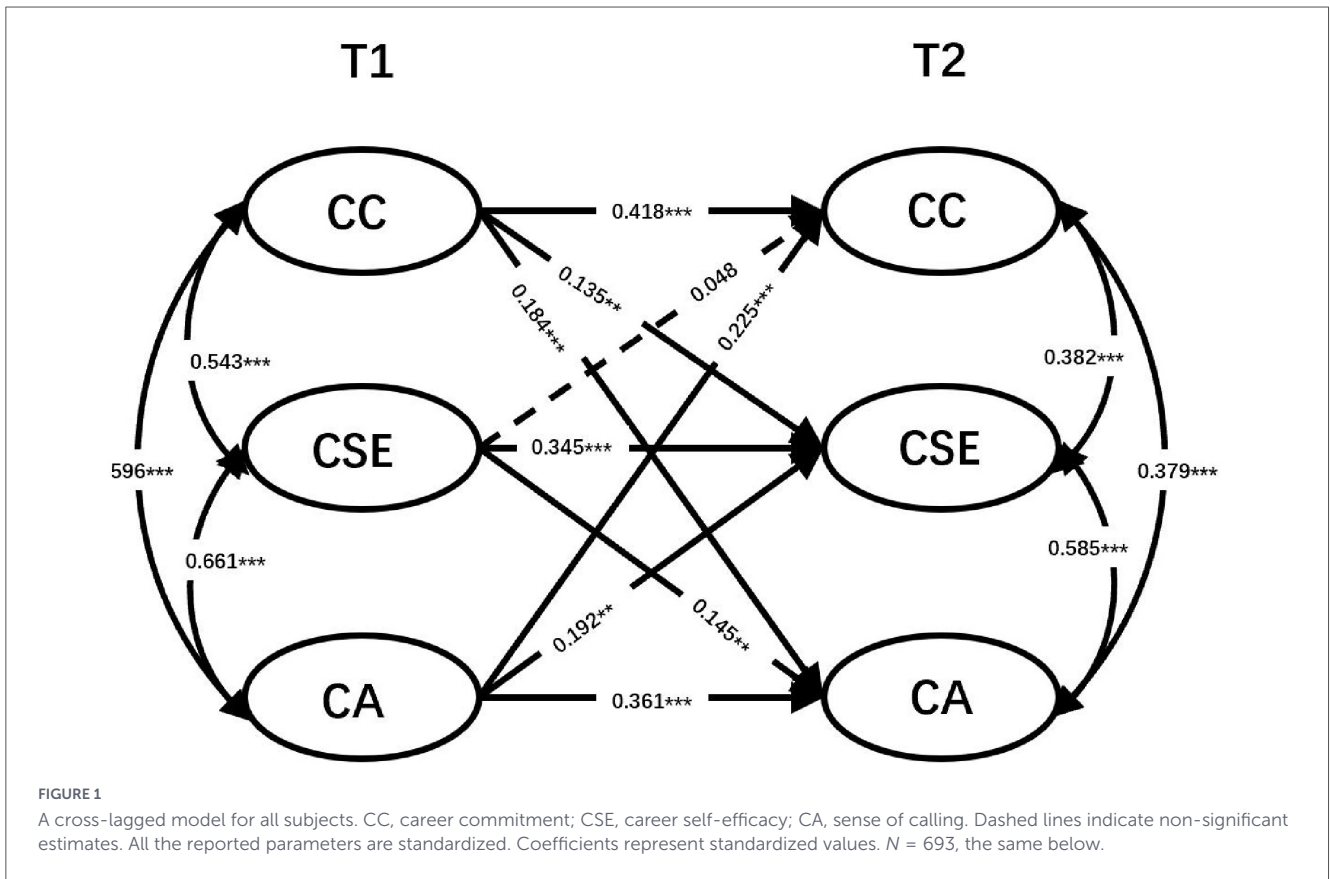 T1 T2
CC CC
0.418***
0.135**
0.048
0.184***
0.225***
0.543*** 0.382***
CSE CSE
0.345***
596*** 0.379***
0.661*** 0.585***
0.192** 0.145**
CA CA
0.361***
FIGURE 1
A cross-lagged model for all subjects. CC, career commitment; CSE, career self-efficacy; CA, sense of calling. Dashed lines indicate non-significant
estimates. All the reported parameters are standardized. Coefficients represent standardized values. N = 693, the same below.